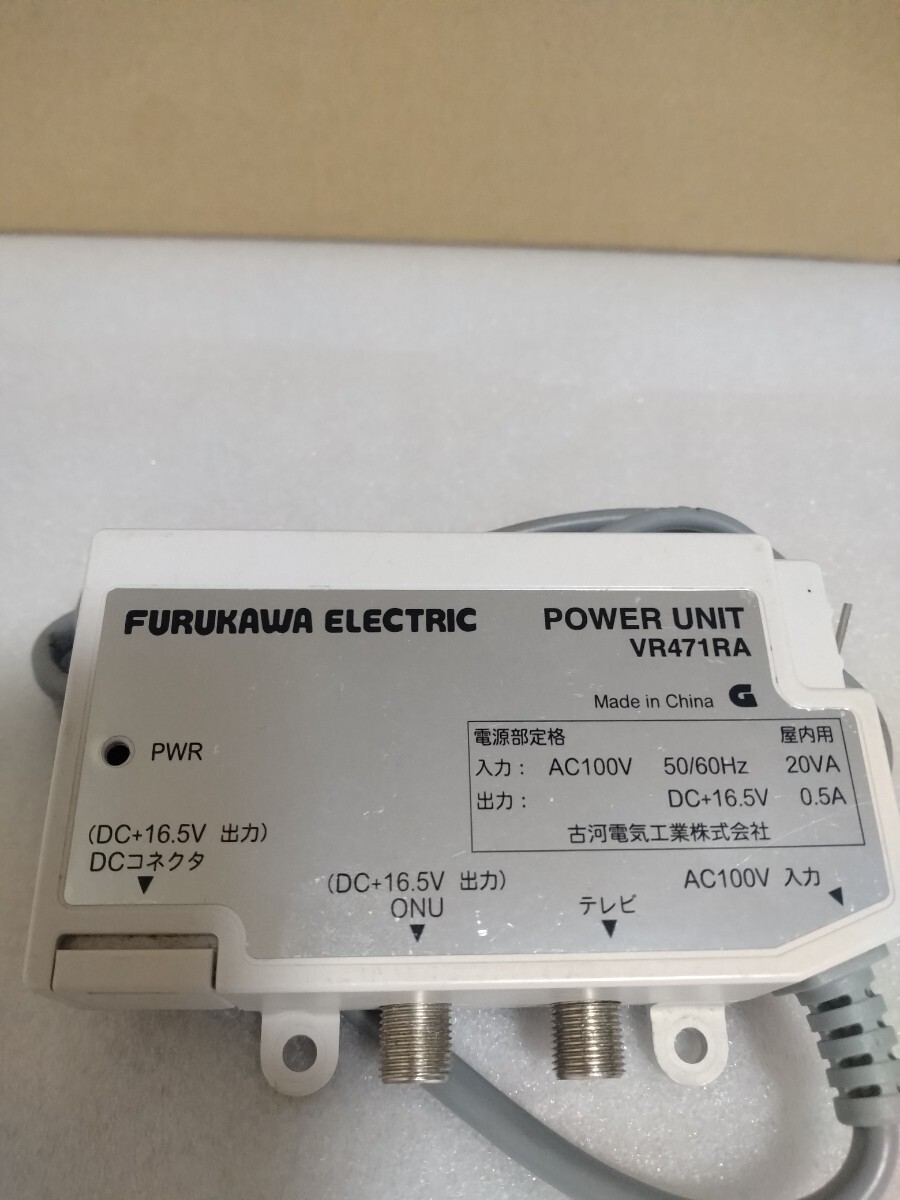 FURUKAWA ELECTRIC
POWER UNIT
VR471RA
Made in China G
PWR
電源部定格 屋内用
入力： AC100V 50/60Hz 20VA
出力： DC+16.5V 0.5A
古河電気工業株式会社
(DC+16.5V 出力)
DCコネクタ
(DC+16.5V 出力)
ONU
テレビ
AC100V 入力